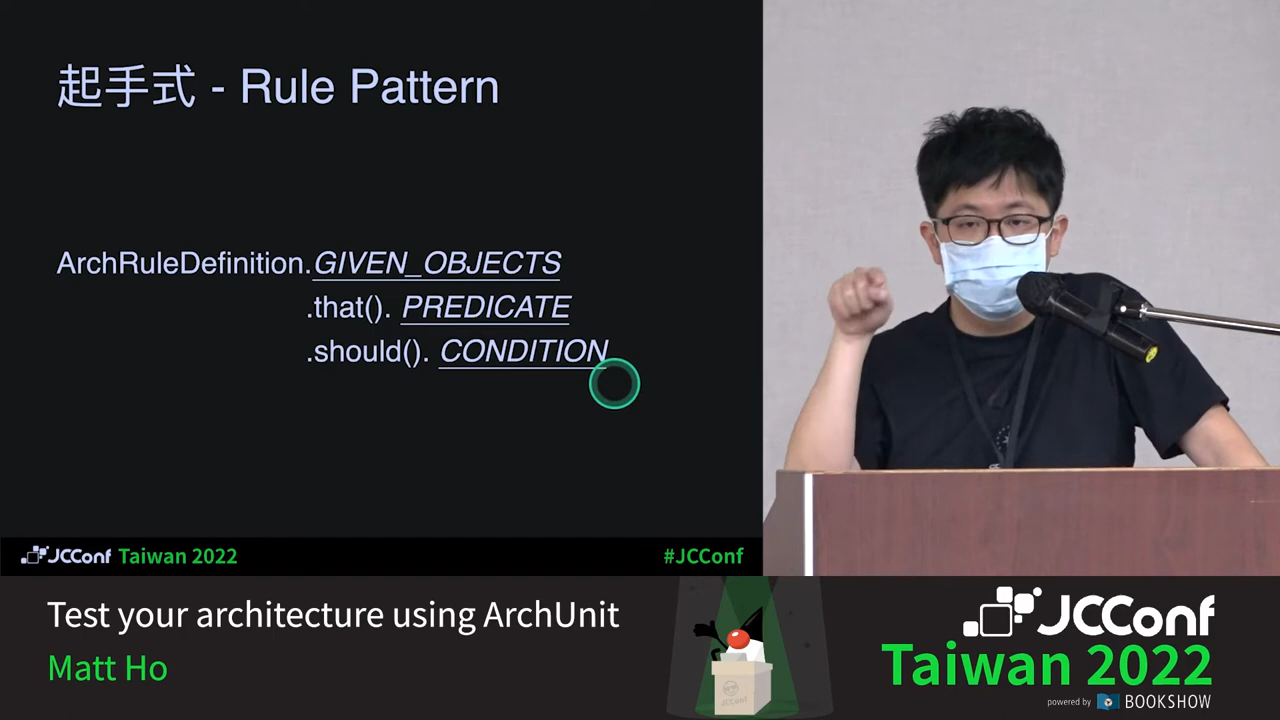 起手式 - Rule Pattern
ArchRuleDefinition.GIVEN_OBJECTS
.that(). PREDICATE
.should(). CONDITION
JCConf Taiwan 2022
#JCConf
Test your architecture using ArchUnit
Matt Ho
JCConf
JCConf
Taiwan 2022
powered by BOOKSHOW